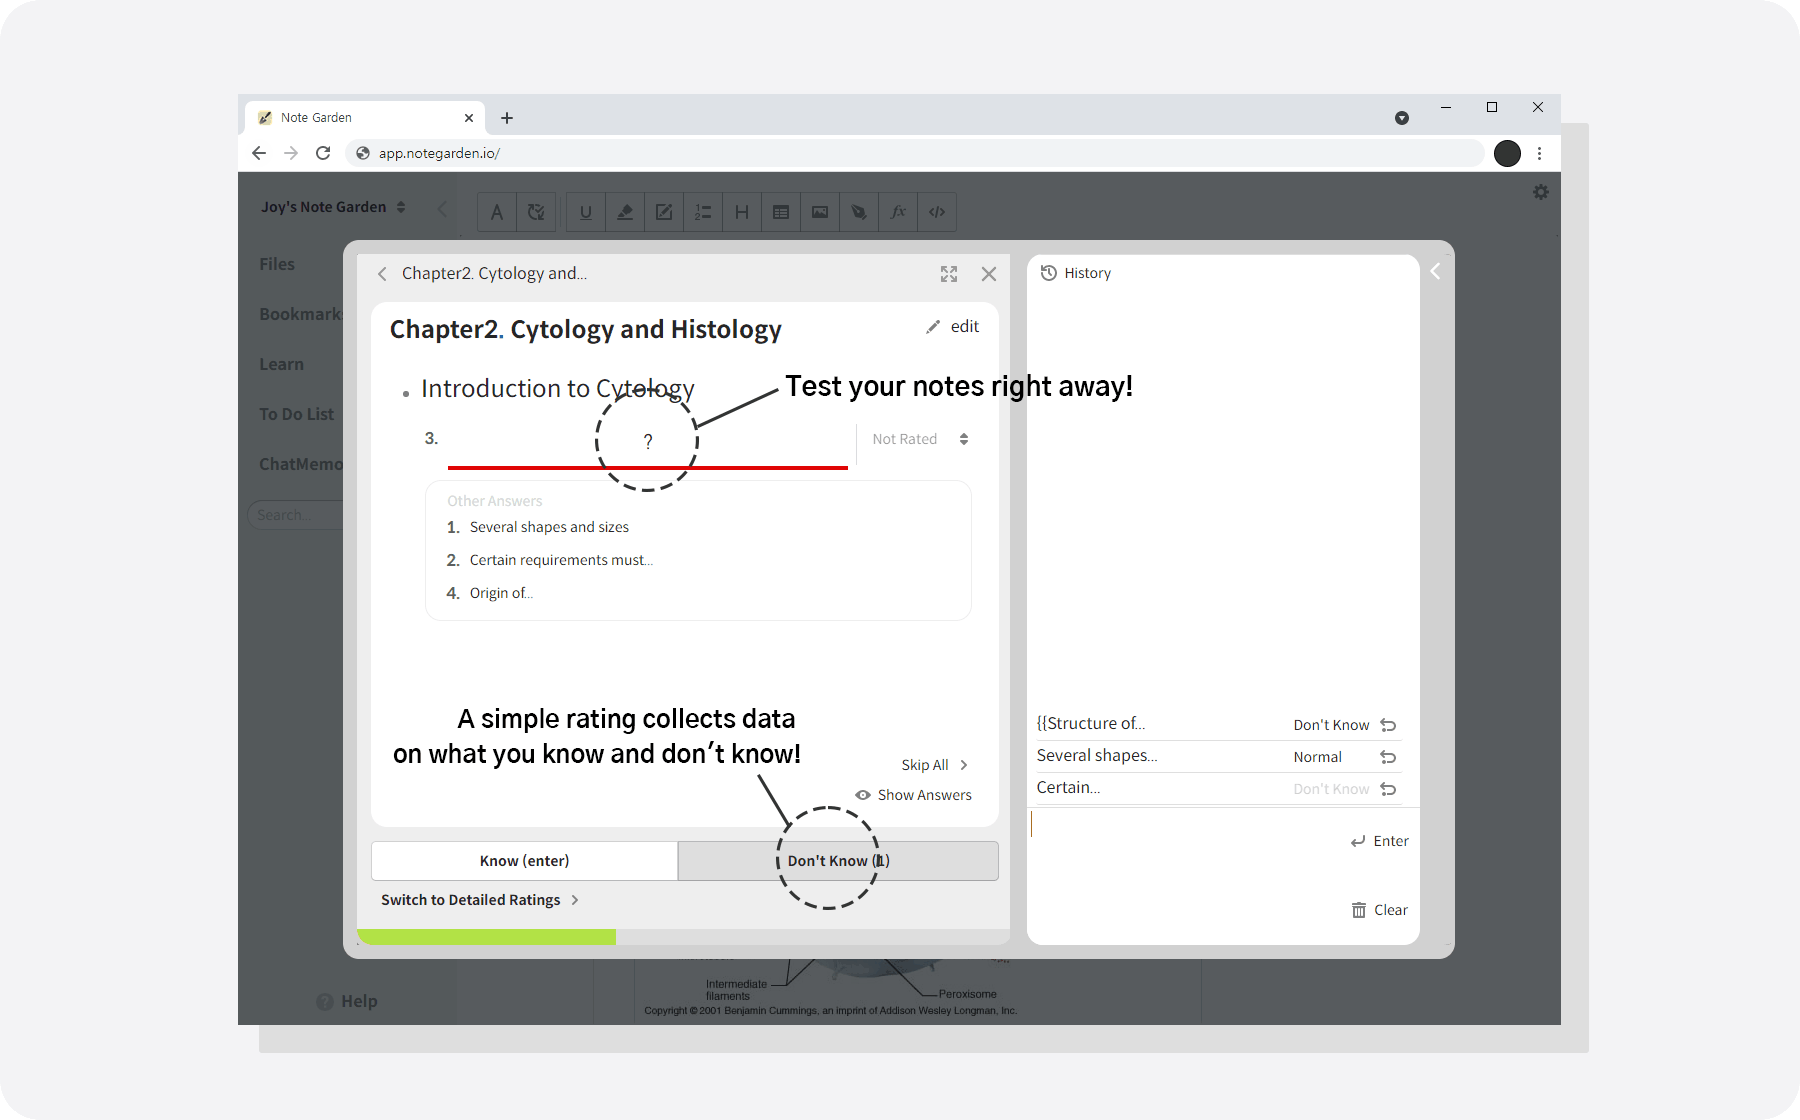 Note Garden
app.notegarden.io/
Joy's Note Garden
Files
Bookmarks
Learn
To Do List
ChatMemo
Search...
Help
Chapter2. Cytology and...
Chapter2. Cytology and Histology
edit
Introduction to Cytology
Test your notes right away!
3.
?
Not Rated
Other Answers
1. Several shapes and sizes
2. Certain requirements must...
4. Origin of...
A simple rating collects data
on what you know and don't know!
Skip All
Show Answers
Know (enter)
Don't Know (1)
Switch to Detailed Ratings
History
{{Structure of... Don't Know
Several shapes... Normal
Certain... Don't Know
Enter
Clear
Intermediate
filaments
Peroxisome
Copyright © 2001 Benjamin Cummings, an imprint of Addison Wesley Longman, Inc.